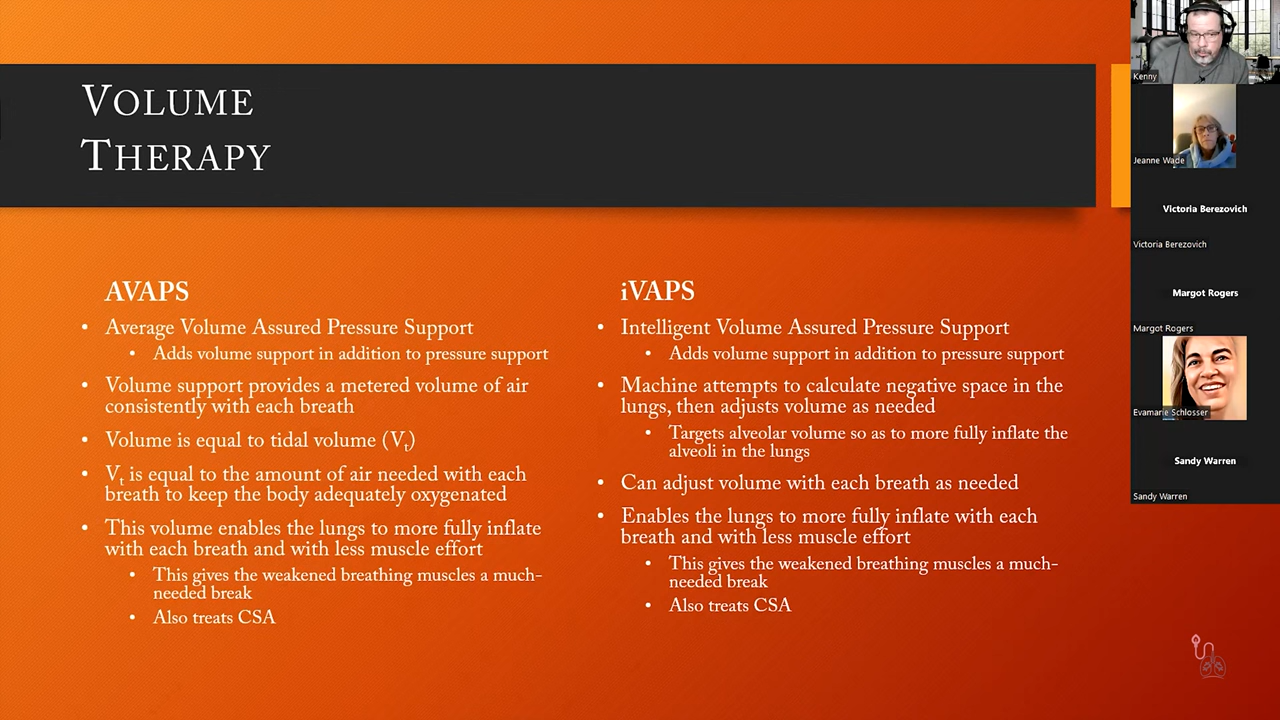 VOLUME
THERAPY
AVAPS
• Average Volume Assured Pressure Support
• Adds volume support in addition to pressure support
• Volume support provides a metered volume of air
consistently with each breath
• Volume is equal to tidal volume (Vt)
• Vt is equal to the amount of air needed with each
breath to keep the body adequately oxygenated
• This volume enables the lungs to more fully inflate
with each breath and with less muscle effort
• This gives the weakened breathing muscles a much-
needed break
• Also treats CSA
iVAPS
• Intelligent Volume Assured Pressure Support
• Adds volume support in addition to pressure support
• Machine attempts to calculate negative space in the
lungs, then adjusts volume as needed
• Targets alveolar volume so as to more fully inflate the
alveoli in the lungs
• Can adjust volume with each breath as needed
• Enables the lungs to more fully inflate with each
breath and with less muscle effort
• This gives the weakened breathing muscles a much-
needed break
• Also treats CSA
Kenny
Jeanne Wade
Victoria Berezovich
Victoria Berezovich
Margot Rogers
Margot Rogers
Evamarie Schlosser
Sandy Warren
Sandy Warren